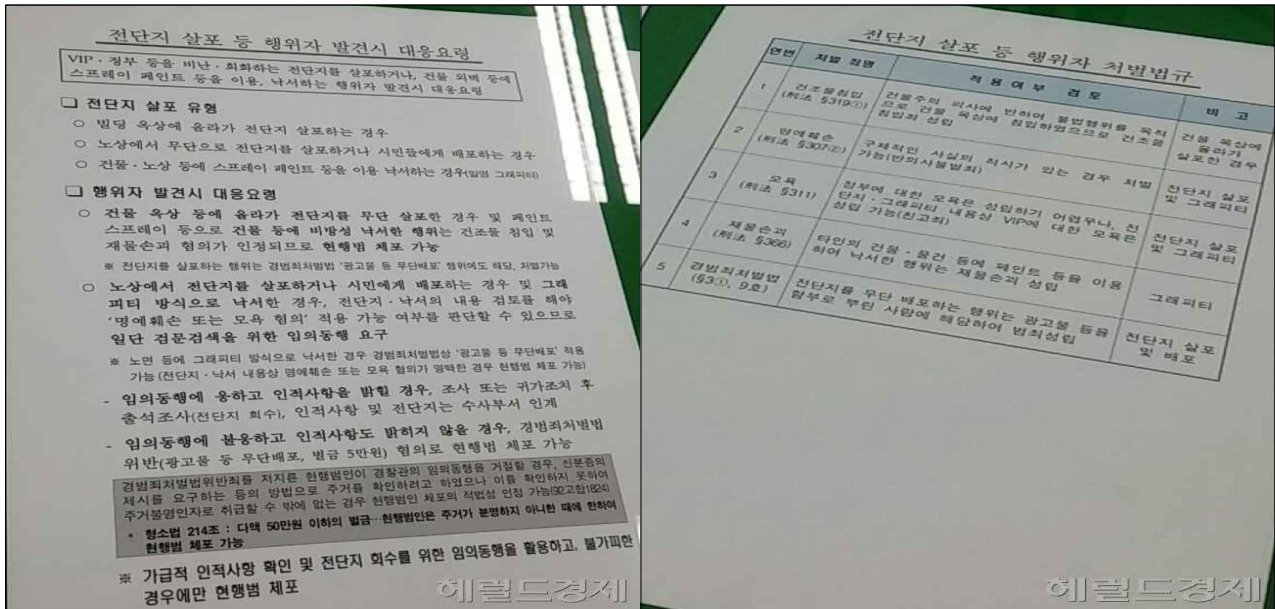 전단지 살포 등 행위자 발견시 대응요령
VIP·정부 등을 비난·희화하는 전단지를 살포하거나, 건물 외벽 등에
스프레이 페인트 등을 이용, 낙서하는 행위자 발견시 대응요령
❑ 전단지 살포 유형
○ 빌딩 옥상에 올라가 전단지 살포하는 경우
○ 노상에서 무단으로 전단지를 살포하거나 시민들에게 배포하는 경우
○ 건물·노상 등에 스프레이 페인트 등을 이용 낙서하는 경우(일명 그래피티)
❑ 행위자 발견시 대응요령
○ 건물 옥상 등에 올라가 전단지를 무단 살포한 경우 및 페인트
스프레이 등으로 건물 등에 비방성 낙서한 행위는 건조물 침입 및
재물손괴 혐의가 인정되므로 현행범 체포 가능
※ 전단지를 살포하는 행위는 경범죄처벌법 '광고물 등 무단배포' 행위에도 해당, 처벌가능
○ 노상에서 전단지를 살포하거나 시민에게 배포하는 경우 및 그래
피티 방식으로 낙서한 경우, 전단지·낙서의 내용 검토를 해야
'명예훼손 또는 모욕 혐의' 적용 가능 여부를 판단할 수 있으므로
일단 검문검색을 위한 임의동행 요구
※ 노면 등에 그래피티 방식으로 낙서한 경우 경범죄처벌법상 '광고물 등 무단배포' 적용
가능(전단지·낙서 내용상 명예훼손 또는 모욕 혐의가 명백한 경우 현행범 체포 가능)
- 임의동행에 응하고 인적사항을 밝힐 경우, 조사 또는 귀가조치 후
출석조사(전단지 회수), 인적사항 및 전단지는 수사부서 인계
- 임의동행에 불응하고 인적사항도 밝히지 않을 경우, 경범죄처벌법
위반(광고물 등 무단배포, 벌금 5만원) 혐의로 현행범 체포 가능
경범죄처벌법위반죄를 저지른 현행범인이 경찰관의 임의동행을 거절할 경우, 신분증의
제시를 요구하는 등의 방법으로 주거를 확인하려고 하였으나 이를 확인하지 못하여
주거불명인자로 취급할 수 밖에 없는 경우 현행범인 체포의 적법성 인정 가능(92고합1824)
* 형소법 214조 : 다액 50만원 이하의 벌금…현행범인은 주거가 분명하지 아니한 때에 한하여
현행범 체포 가능
※ 가급적 인적사항 확인 및 전단지 회수를 위한 임의동행을 활용하고, 불가피한
경우에만 현행범 체포
헤럴드경제
전단지 살포 등 행위자 처벌법규
연번 처벌 죄명 적용여부 검토 비고
1 건조물침입 (刑法 §319①) 건물주의 의사에 반하여 불법행위를 목적
으로 건물 옥상에 침입하였으므로 건조물
침입죄 성립
건물 옥상에
올라가
살포한 경우
2 명예훼손 (刑法 §307②) 구체적인 사실의 적시가 있는 경우 처벌
가능(반의사불벌죄)
전단지 살포
및 그래피티
3 모욕 (刑法 §311) 정부에 대한 모욕은 성립하기 어려우나, 전
단지·그래피티 내용상 VIP에 대한 모욕은
성립 가능(친고죄)
전단지 살포
및 그래피티
4 재물손괴 (刑法 §366) 타인의 건물·물건 등에 페인트 등을 이용
하여 낙서한 행위는 재물손괴 성립
그래피티
5 경범죄처벌법 (§3①, 9호) 전단지를 무단 배포하는 행위는 광고물 등을
함부로 뿌린 사람에 해당하여 범죄성립
전단지 살포
및 배포
헤럴드경제